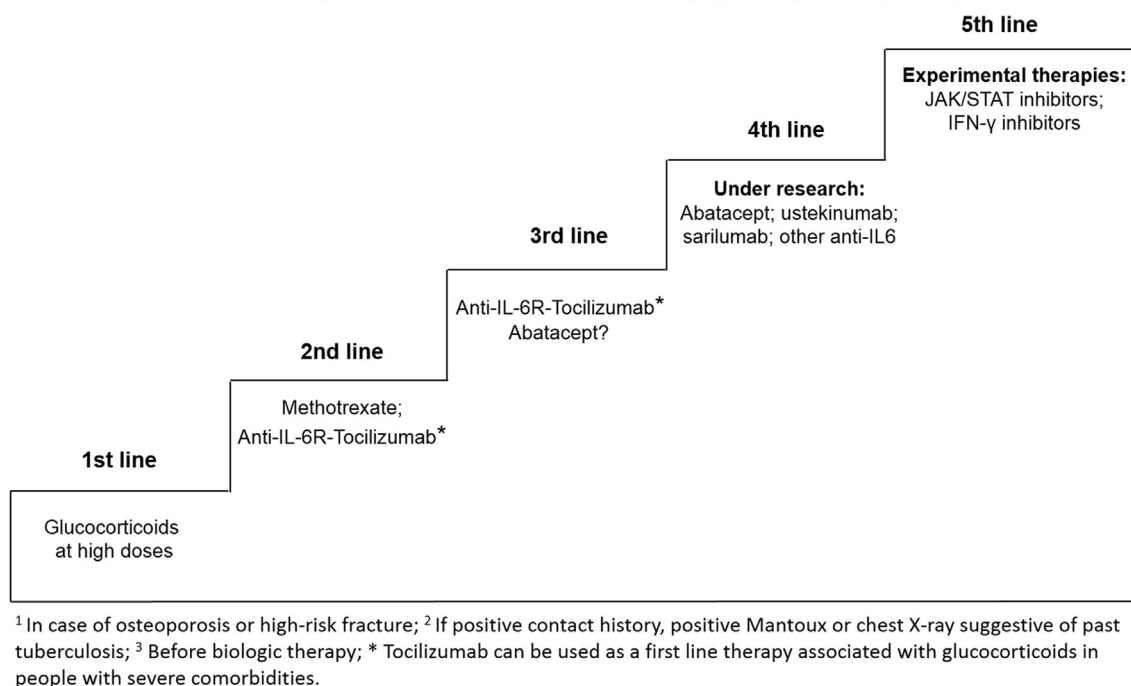 1st line
Glucocorticoids
at high doses
2nd line
Methotrexate;
Anti-IL-6R-Tocilizumab*
3rd line
Anti-IL-6R-Tocilizumab*
Abatacept?
4th line
Under research:
Abatacept; ustekinumab;
sarilumab; other anti-IL6
5th line
Experimental therapies:
JAK/STAT inhibitors;
IFN-γ inhibitors
¹ In case of osteoporosis or high-risk fracture; ² If positive contact history, positive Mantoux or chest X-ray suggestive of past
tuberculosis; ³ Before biologic therapy; * Tocilizumab can be used as a first line therapy associated with glucocorticoids in
people with severe comorbidities.